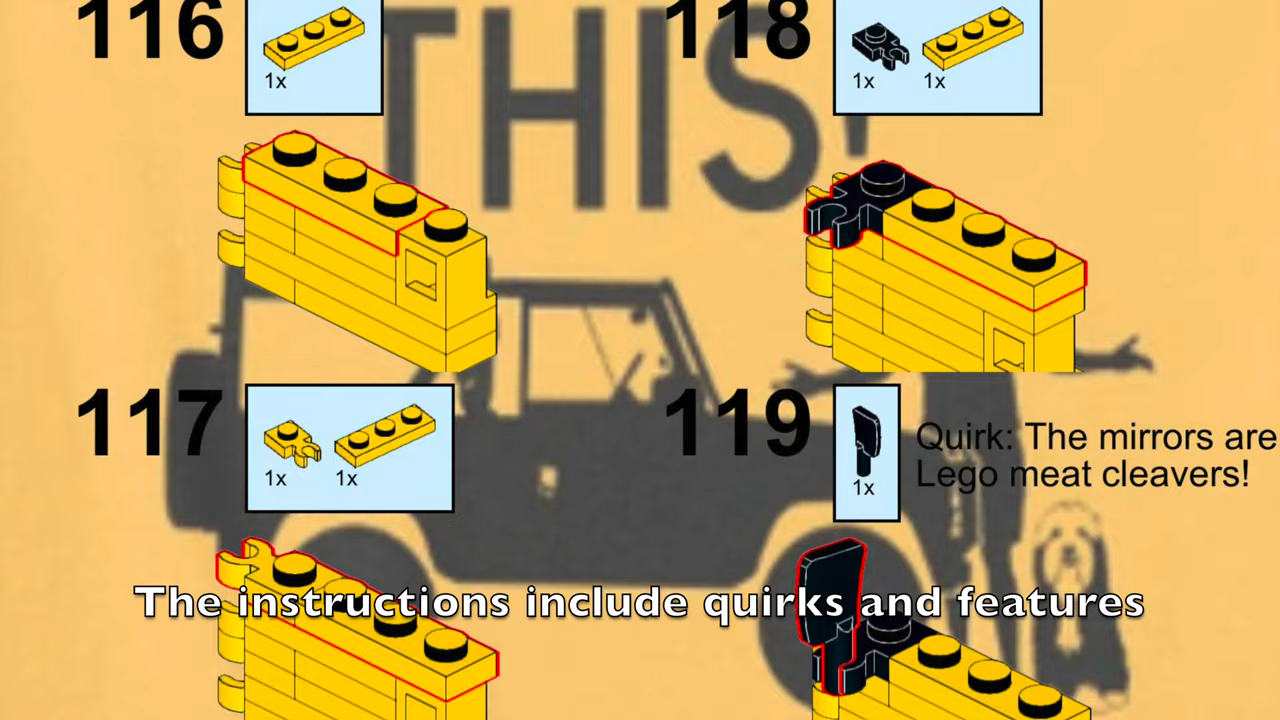 THIS!
116
1x
118
1x 1x
117
1x 1x
119
1x
Quirk: The mirrors are
Lego meat cleavers!
The instructions include quirks and features